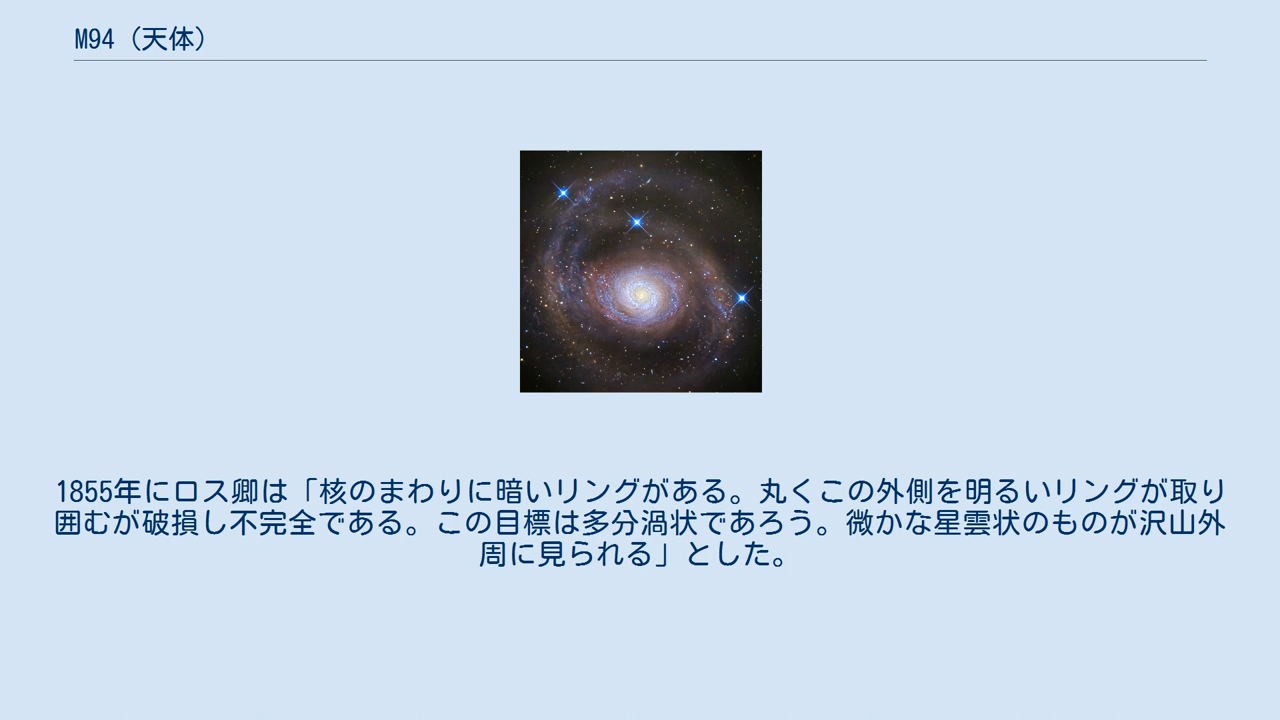 M94（天体）
1855年にロス卿は「核のまわりに暗いリングがある。丸くこの外側を明るいリングが取り
囲むが破損し不完全である。この目標は多分渦状であろう。微かな星雲状のものが沢山外
周に見られる」とした。